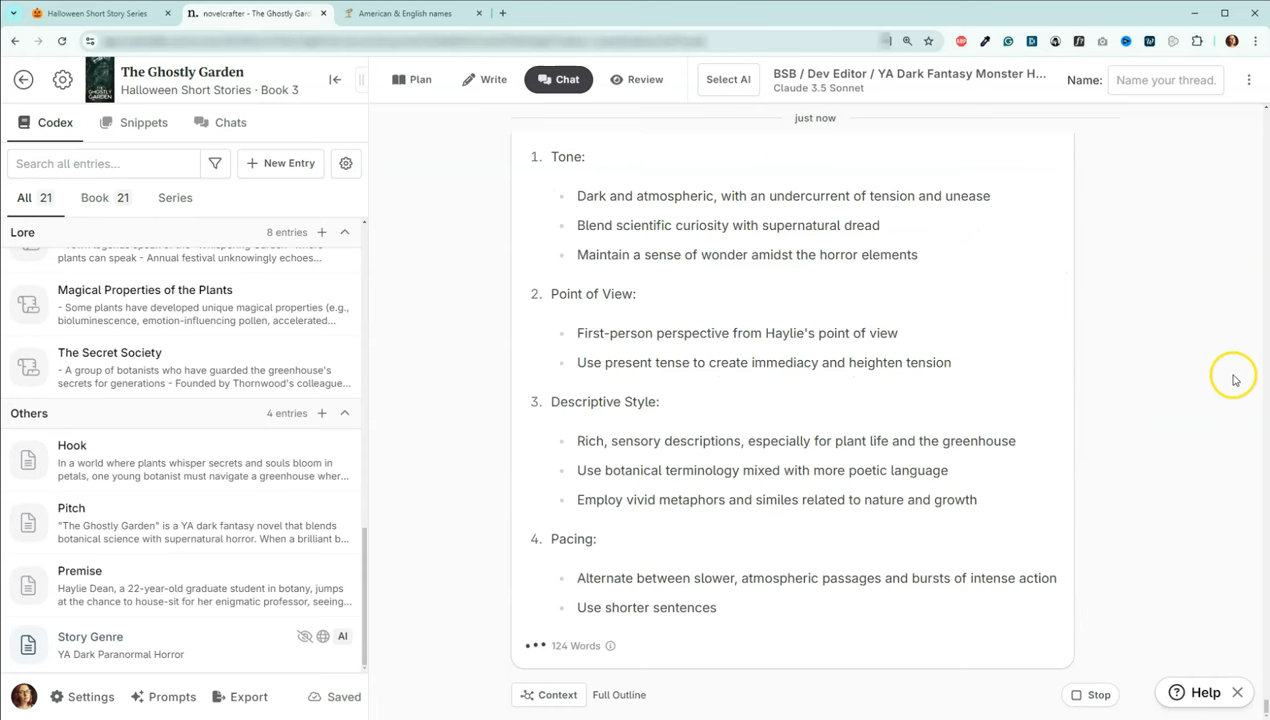 Halloween Short Story Series
n. novelcrafter - The Ghostly Gar
American & English names
The Ghostly Garden
Halloween Short Stories · Book 3
Plan
Write
Chat
Review
Select AI
BSB / Dev Editor / YA Dark Fantasy Monster H...
Claude 3.5 Sonnet
Name:
Name your thread.
Codex
Snippets
Chats
just now
Search all entries...
+ New Entry
All 21
Book 21
Series
Lore
8 entries
plants can speak - Annual festival unknowingly echoes...
Magical Properties of the Plants
- Some plants have developed unique magical properties (e.g.,
bioluminescence, emotion-influencing pollen, accelerated...
The Secret Society
- A group of botanists who have guarded the greenhouse's
secrets for generations - Founded by Thornwood's colleague...
Others
4 entries
Hook
In a world where plants whisper secrets and souls bloom in
petals, one young botanist must navigate a greenhouse wher...
Pitch
"The Ghostly Garden" is a YA dark fantasy novel that blends
botanical science with supernatural horror. When a brilliant b...
Premise
Haylie Dean, a 22-year-old graduate student in botany, jumps
at the chance to house-sit for her enigmatic professor, seeing...
Story Genre
AI
YA Dark Paranormal Horror
Settings
Prompts
Export
Saved
1. Tone:
Dark and atmospheric, with an undercurrent of tension and unease
Blend scientific curiosity with supernatural dread
Maintain a sense of wonder amidst the horror elements
2. Point of View:
First-person perspective from Haylie's point of view
Use present tense to create immediacy and heighten tension
3. Descriptive Style:
Rich, sensory descriptions, especially for plant life and the greenhouse
Use botanical terminology mixed with more poetic language
Employ vivid metaphors and similes related to nature and growth
4. Pacing:
Alternate between slower, atmospheric passages and bursts of intense action
Use shorter sentences
124 Words
Context
Full Outline
Stop
Help